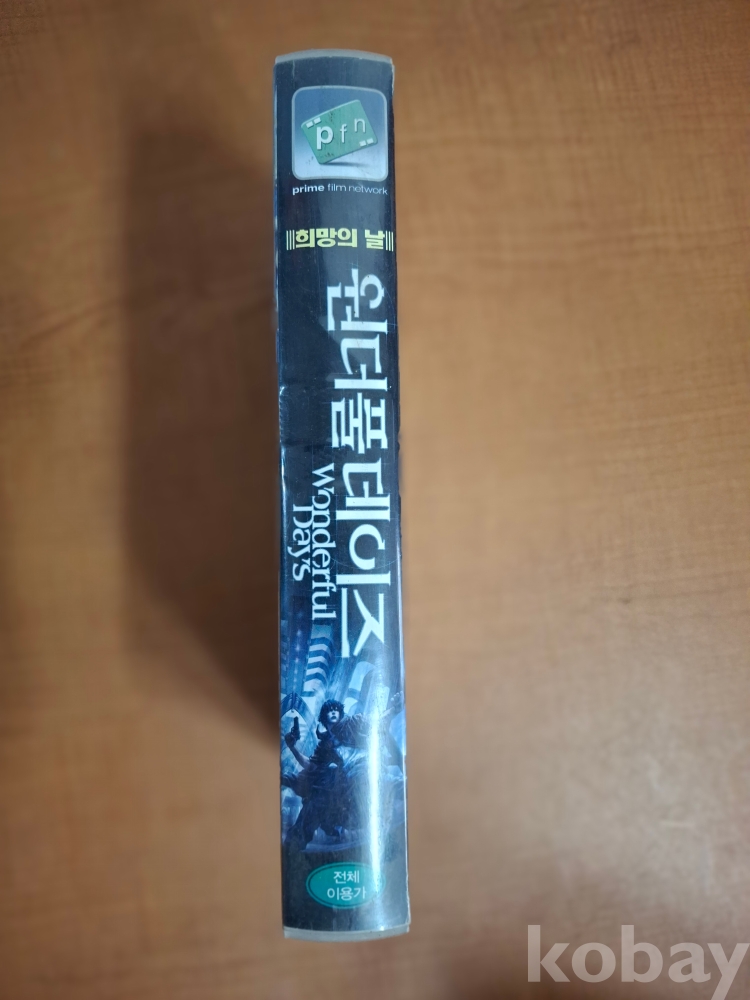 pfn
prime film network
희망의 날
원더풀데이즈
Wonderful
Days
전체
이용가
kobay